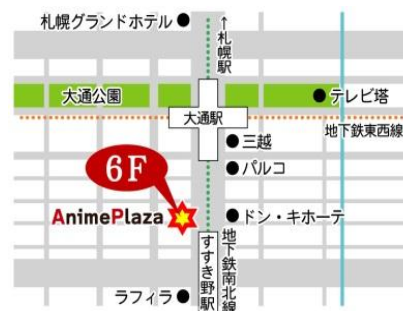 札幌グランドホテル
↑札幌駅
大通公園
テレビ塔
大通駅
地下鉄東西線
三越
パルコ
6F
AnimePlaza
ドン・キホーテ
すすき野駅
地下鉄南北線
ラフィラ